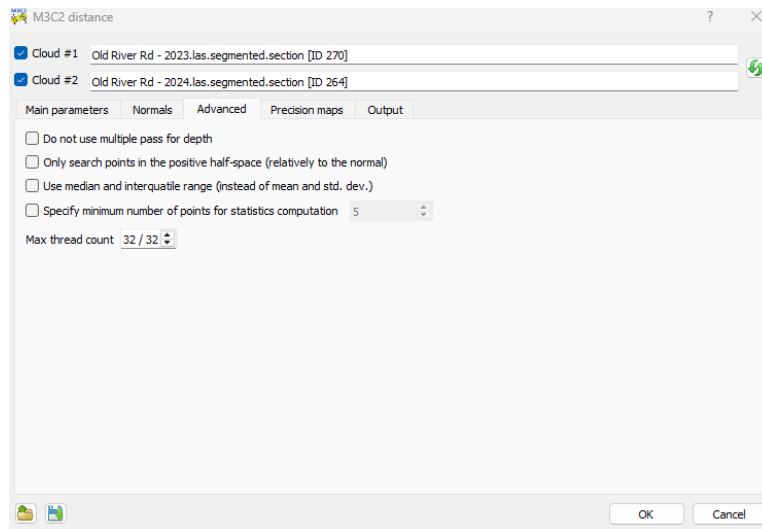 M3C2 distance
Cloud #1 Old River Rd - 2023.las.segmented.section [ID 270]
Cloud #2 Old River Rd - 2024.las.segmented.section [ID 264]
Main parameters Normals Advanced Precision maps Output
Do not use multiple pass for depth
Only search points in the positive half-space (relatively to the normal)
Use median and interquatile range (instead of mean and std. dev.)
Specify minimum number of points for statistics computation 5
Max thread count 32 / 32
OK Cancel